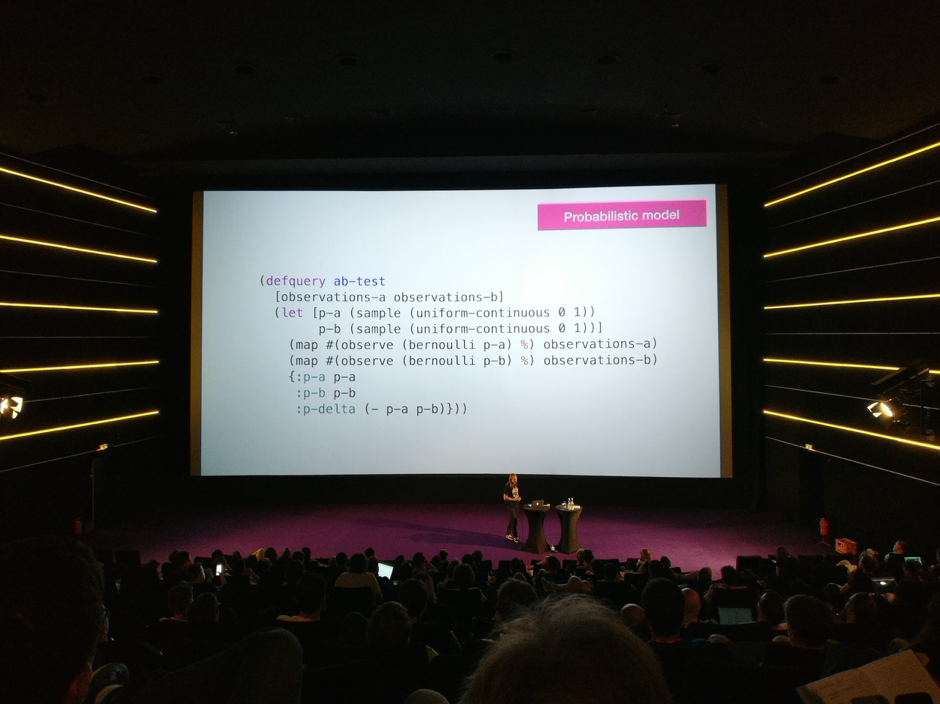 Probabilistic model
(defquery ab-test
[observations-a observations-b]
(let [p-a (sample (uniform-continuous 0 1))
p-b (sample (uniform-continuous 0 1))]
(map #(observe (bernoulli p-a) %) observations-a)
(map #(observe (bernoulli p-b) %) observations-b)
{:p-a p-a
:p-b p-b
:p-delta (- p-a p-b)}))